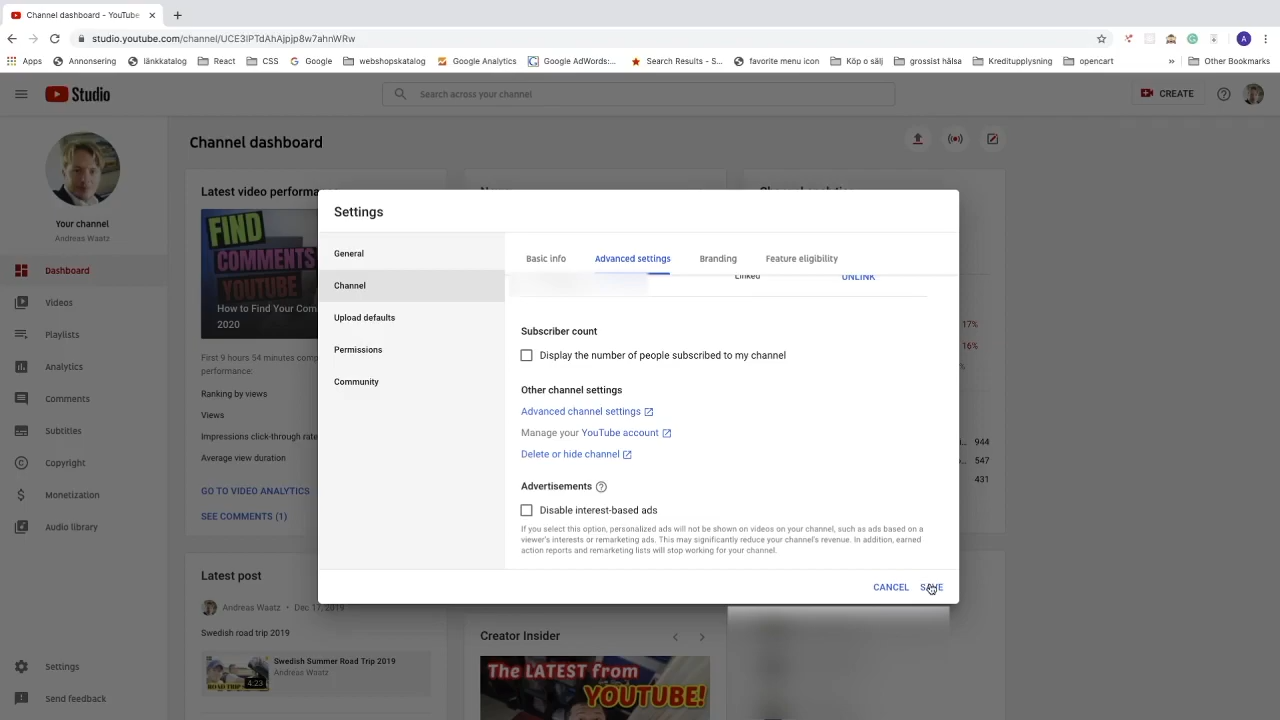 Channel dashboard - YouTube
studio.youtube.com/channel/UCE3lPTdAhAjpjp8w7ahnWRw
A
Apps Annonsering länkkatalog React CSS Google webshopskatalog Google Analytics Google AdWords:... Search Results - S... favorite menu icon Köp o sälj grossist hälsa Kreditupplysning opencart » Other Bookmarks
Studio
Search across your channel
CREATE
Channel dashboard
Your channel
Andreas Waatz
Dashboard
Videos
Playlists
Analytics
Comments
Subtitles
Copyright
Monetization
Audio library
Settings
Send feedback
Latest video performa
FIND
COMMENTS
YOUTUBE
How to Find Your Com
2020
First 9 hours 54 minutes comp
performance:
Ranking by views
Views
Impressions click-through rate
Average view duration
GO TO VIDEO ANALYTICS
SEE COMMENTS (1)
Latest post
Andreas Waatz • Dec 17, 2019
Swedish road trip 2019
4:23
Swedish Summer Road Trip 2019
Andreas Waatz
Settings
General
Channel
Upload defaults
Permissions
Community
Basic info Advanced settings Branding Feature eligibility
Linked UNLINK
Subscriber count
Display the number of people subscribed to my channel
Other channel settings
Advanced channel settings
Manage your YouTube account
Delete or hide channel
Advertisements
Disable interest-based ads
If you select this option, personalized ads will not be shown on videos on your channel, such as ads based on a
viewer's interests or remarketing ads. This may significantly reduce your channel's revenue. In addition, earned
action reports and remarketing lists will stop working for your channel.
CANCEL SAVE
17%
16%
944
547
431
Creator Insider
The LATEST from
YOUTUBE!